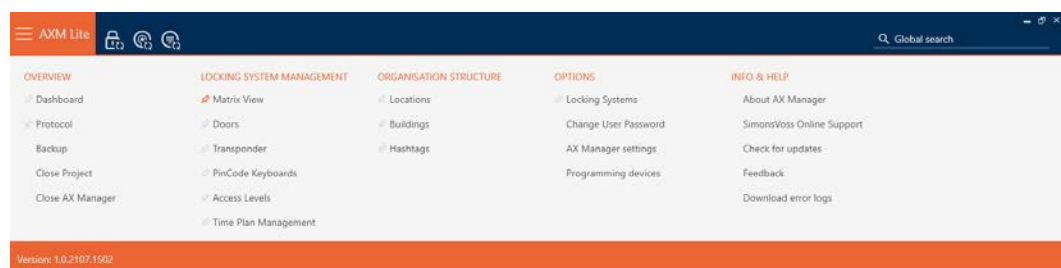 AXM Lite
Global search
OVERVIEW
Dashboard
Protocol
Backup
Close Project
Close AX Manager
LOCKING SYSTEM MANAGEMENT
Matrix View
Doors
Transponder
PinCode Keyboards
Access Levels
Time Plan Management
ORGANISATION STRUCTURE
Locations
Buildings
Hashtags
OPTIONS
Locking Systems
Change User Password
AX Manager settings
Programming devices
INFO & HELP
About AX Manager
SimonsVoss Online Support
Check for updates
Feedback
Download error logs
Version: 1.0.2107.1502